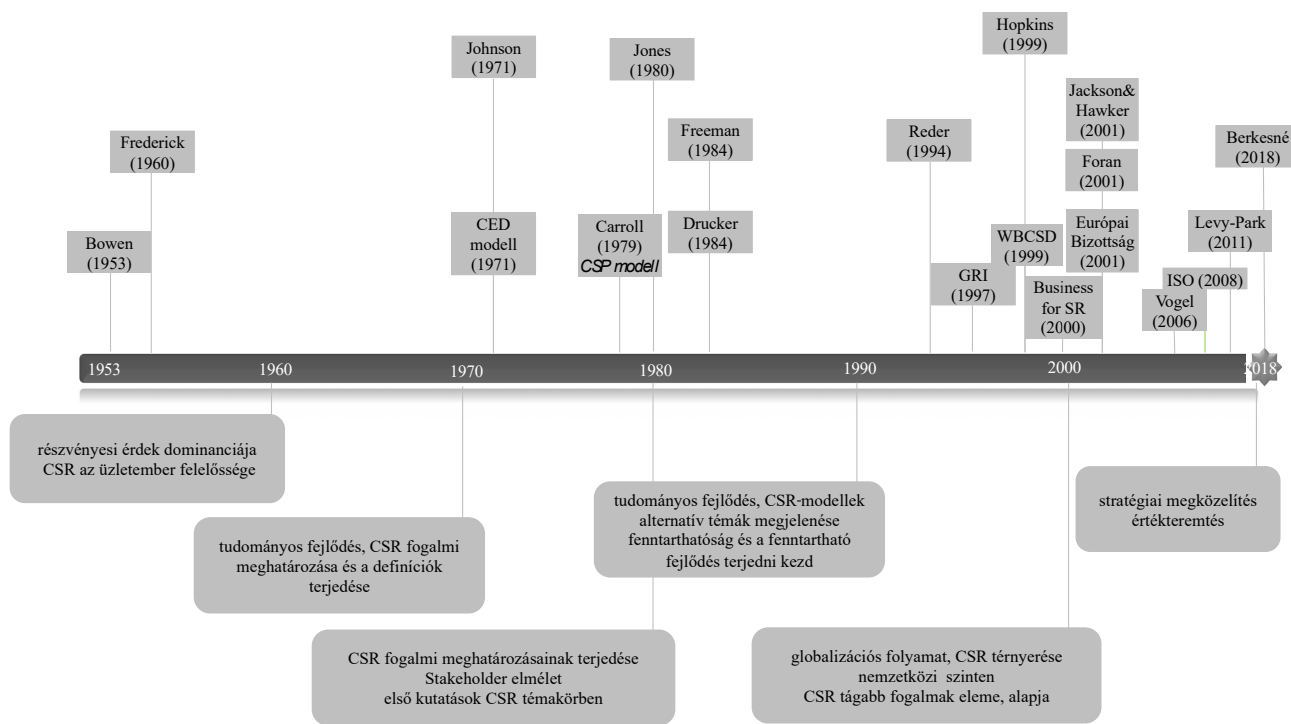 Hopkins
(1999)
Johnson
(1971)
Jones
(1980)
Jackson&
Hawker
(2001)
Frederick
(1960)
Freeman
(1984)
Reder
(1994)
Berkesné
(2018)
Foran
(2001)
Bowen
(1953)
CED
modell
(1971)
Carroll
(1979)
CSP modell
Drucker
(1984)
GRI
(1997)
WBCSD
(1999)
Business
for SR
(2000)
Európai
Bizottság
(2001)
Levy-Park
(2011)
ISO (2008)
Vogel
(2006)
1953
1960
1970
1980
1990
2000
2018
részvényesi érdek dominanciája
CSR az üzletember felelőssége
tudományos fejlődés, CSR fogalmi
meghatározása és a definíciók
terjedése
CSR fogalmi meghatározásainak terjedése
Stakeholder elmélet
első kutatások CSR témakörben
tudományos fejlődés, CSR-modellek
alternatív témák megjelenése
fenntarthatóság és a fenntartható
fejlődés terjedni kezd
globalizációs folyamat, CSR térnyerése
nemzetközi szinten
CSR tágabb fogalmak eleme, alapja
stratégiai megközelítés
értékteremtés